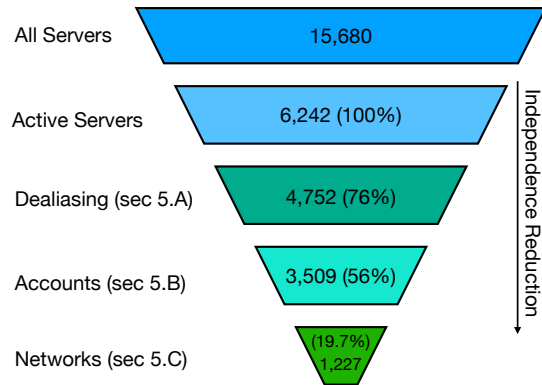 All Servers
15,680
Active Servers
6,242 (100%)
Dealiasing (sec 5.A)
4,752 (76%)
Accounts (sec 5.B)
3,509 (56%)
Networks (sec 5.C)
(19.7%)
1,227
Independence Reduction